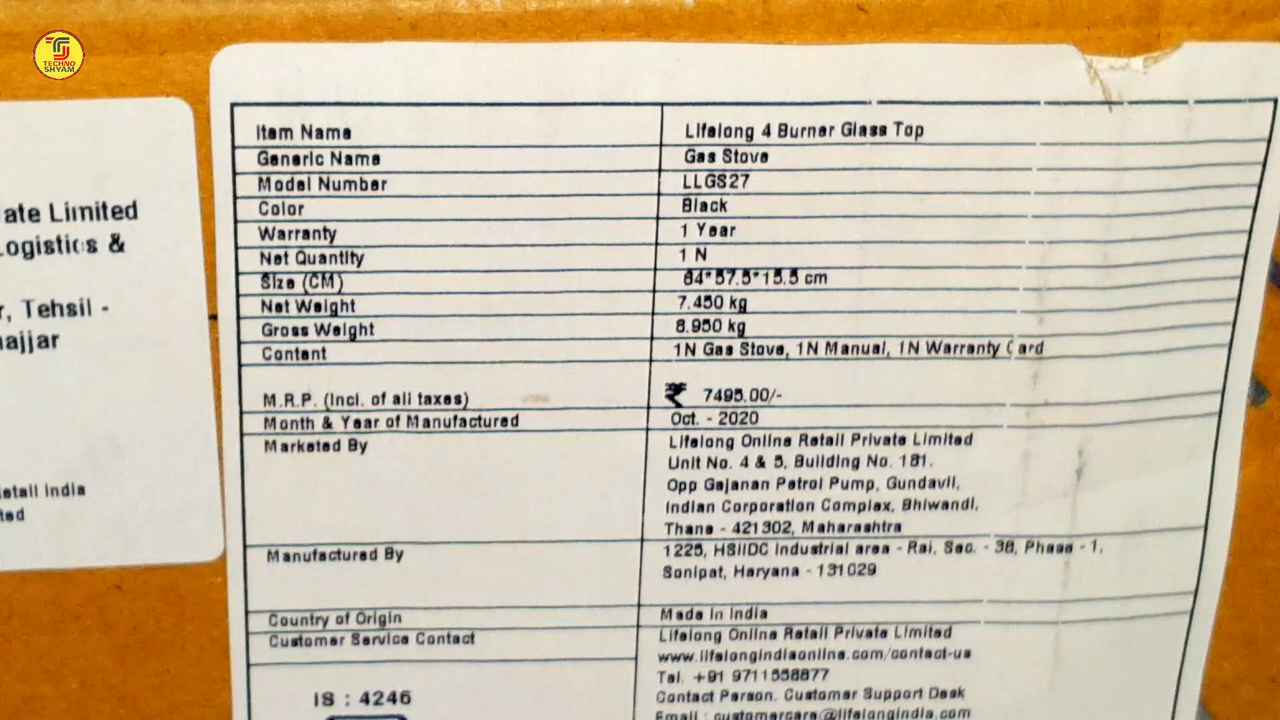 TECHNO
SHYAM
ate Limited
Logistics &
r, Tehsil -
ajjar
etail India
ted
Item Name Lifelong 4 Burner Glass Top
Generic Name Gas Stove
Model Number LLGS27
Color Black
Warranty 1 Year
Net Quantity 1 N
Size (CM) 64*57.5*15.5 cm
Net Weight 7.450 kg
Gross Weight 8.950 kg
Content 1N Gas Stove, 1N Manual, 1N Warranty Card
M.R.P. (Incl. of all taxes) ₹ 7495.00/-
Month & Year of Manufactured Oct. - 2020
Marketed By Lifelong Online Retail Private Limited
Unit No. 4 & 5, Building No. 181.
Opp Gajanan Petrol Pump, Gundavli,
Indian Corporation Complex, Bhiwandi,
Thane - 421302, Maharashtra
Manufactured By 1225, HSIIDC Industrial area - Rai, Sec. - 38, Phase - 1,
Sonipat, Haryana - 131029
Country of Origin Made in India
Customer Service Contact Lifelong Online Retail Private Limited
www.lifelongindiaonline.com/contact-us
Tel. +91 9711558877
Contact Person. Customer Support Desk
IS : 4246
Email : customercare@lifelongindia.com